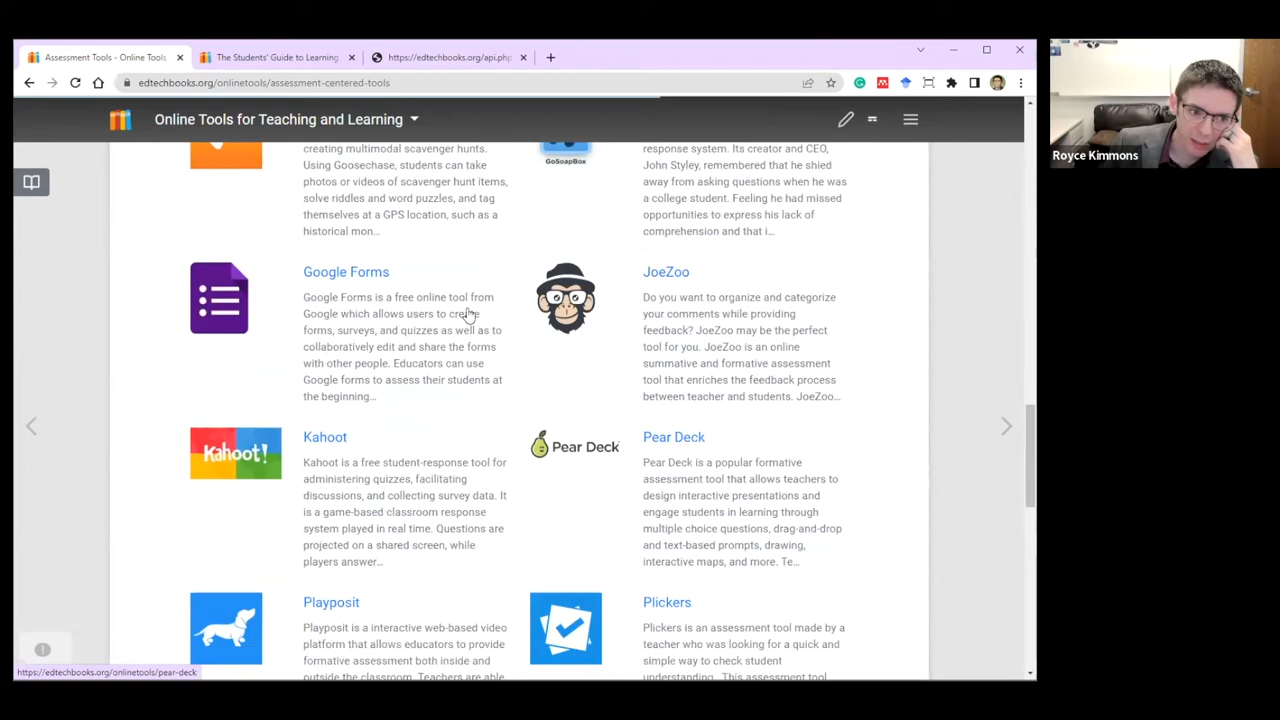 Assessment Tools - Online Tools
The Students' Guide to Learning
https://edtechbooks.org/api.php
edtechbooks.org/onlinetools/assessment-centered-tools
Online Tools for Teaching and Learning
creating multimodal scavenger hunts.
Using Goosechase, students can take
photos or videos of scavenger hunt items,
solve riddles and word puzzles, and tag
themselves at a GPS location, such as a
historical mon...
GoSoapBox
response system. Its creator and CEO,
John Styley, remembered that he shied
away from asking questions when he was
a college student. Feeling he had missed
opportunities to express his lack of
comprehension and that i...
Google Forms
Google Forms is a free online tool from
Google which allows users to create
forms, surveys, and quizzes as well as to
collaboratively edit and share the forms
with other people. Educators can use
Google forms to assess their students at
the beginning...
JoeZoo
Do you want to organize and categorize
your comments while providing
feedback? JoeZoo may be the perfect
tool for you. JoeZoo is an online
summative and formative assessment
tool that enriches the feedback process
between teacher and students. JoeZoo...
Kahoot!
Kahoot
Kahoot is a free student-response tool for
administering quizzes, facilitating
discussions, and collecting survey data. It
is a game-based classroom response
system played in real time. Questions are
projected on a shared screen, while
players answer...
Pear Deck
Pear Deck
Pear Deck is a popular formative
assessment tool that allows teachers to
design interactive presentations and
engage students in learning through
multiple choice questions, drag-and-drop
and text-based prompts, drawing,
interactive maps, and more. Te...
Playposit
Playposit is a interactive web-based video
platform that allows educators to provide
formative assessment both inside and
outside the classroom. Teachers are able
Plickers
Plickers is an assessment tool made by a
teacher who was looking for a quick and
simple way to check student
understanding. This assessment tool
https://edtechbooks.org/onlinetools/pear-deck
Royce Kimmons